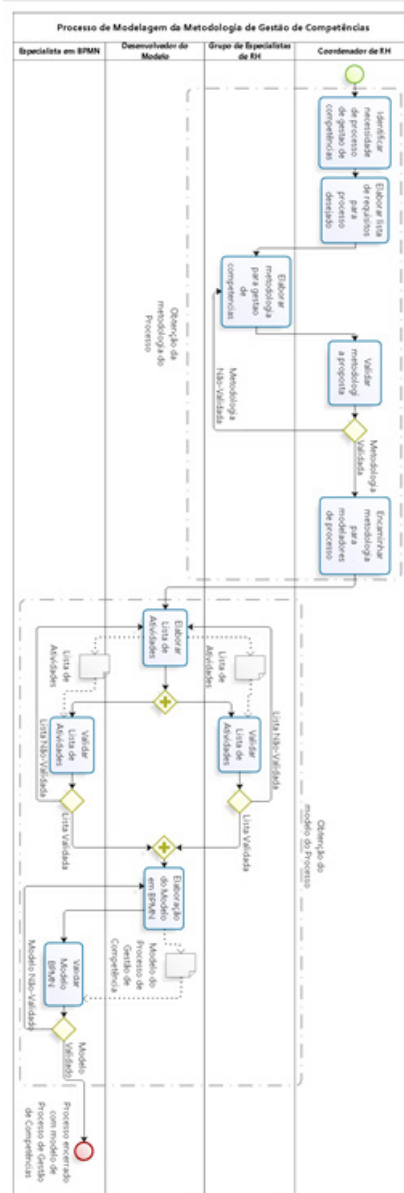 Processo de Modelagem da Metodologia de Gestão de Competências
Especialista em BPMN
Desenvolvedor do
Modelo
Grupo de Especialistas
de RH
Coordenador de RH
Identificar
necessidade
de processo
de gestao de
competências
Elaborar lista
de requisitos
para
processo
desejado
Elaborar
metodologia
para gestao
de
competencias
Validar
metodologi
a proposta
Metodologia
Validada
Metodologia
Não-Validada
Obtenção da
metodologia do
Processo
Encaminhar
metodologia
para
modeladores
de processo
Elaborar
Lista de
Atividades
Lista de
Atividades
Lista de
Atividades
Validar
Lista de
Atividades
Validar
Lista de
Atividades
Lista Não-Validada
Lista Não-Validada
Lista Validada
Lista Validada
Obtenção do
modelo do Processo
Elaboração
do Modelo
em BPMN
Modelo do
Processo de
Gestão de
Competência
Validar
Modelo
BPMN
Modelo Não-Validado
Modelo
Validado
Processo encerrado
com modelo de
Processo de Gestão
de Competências